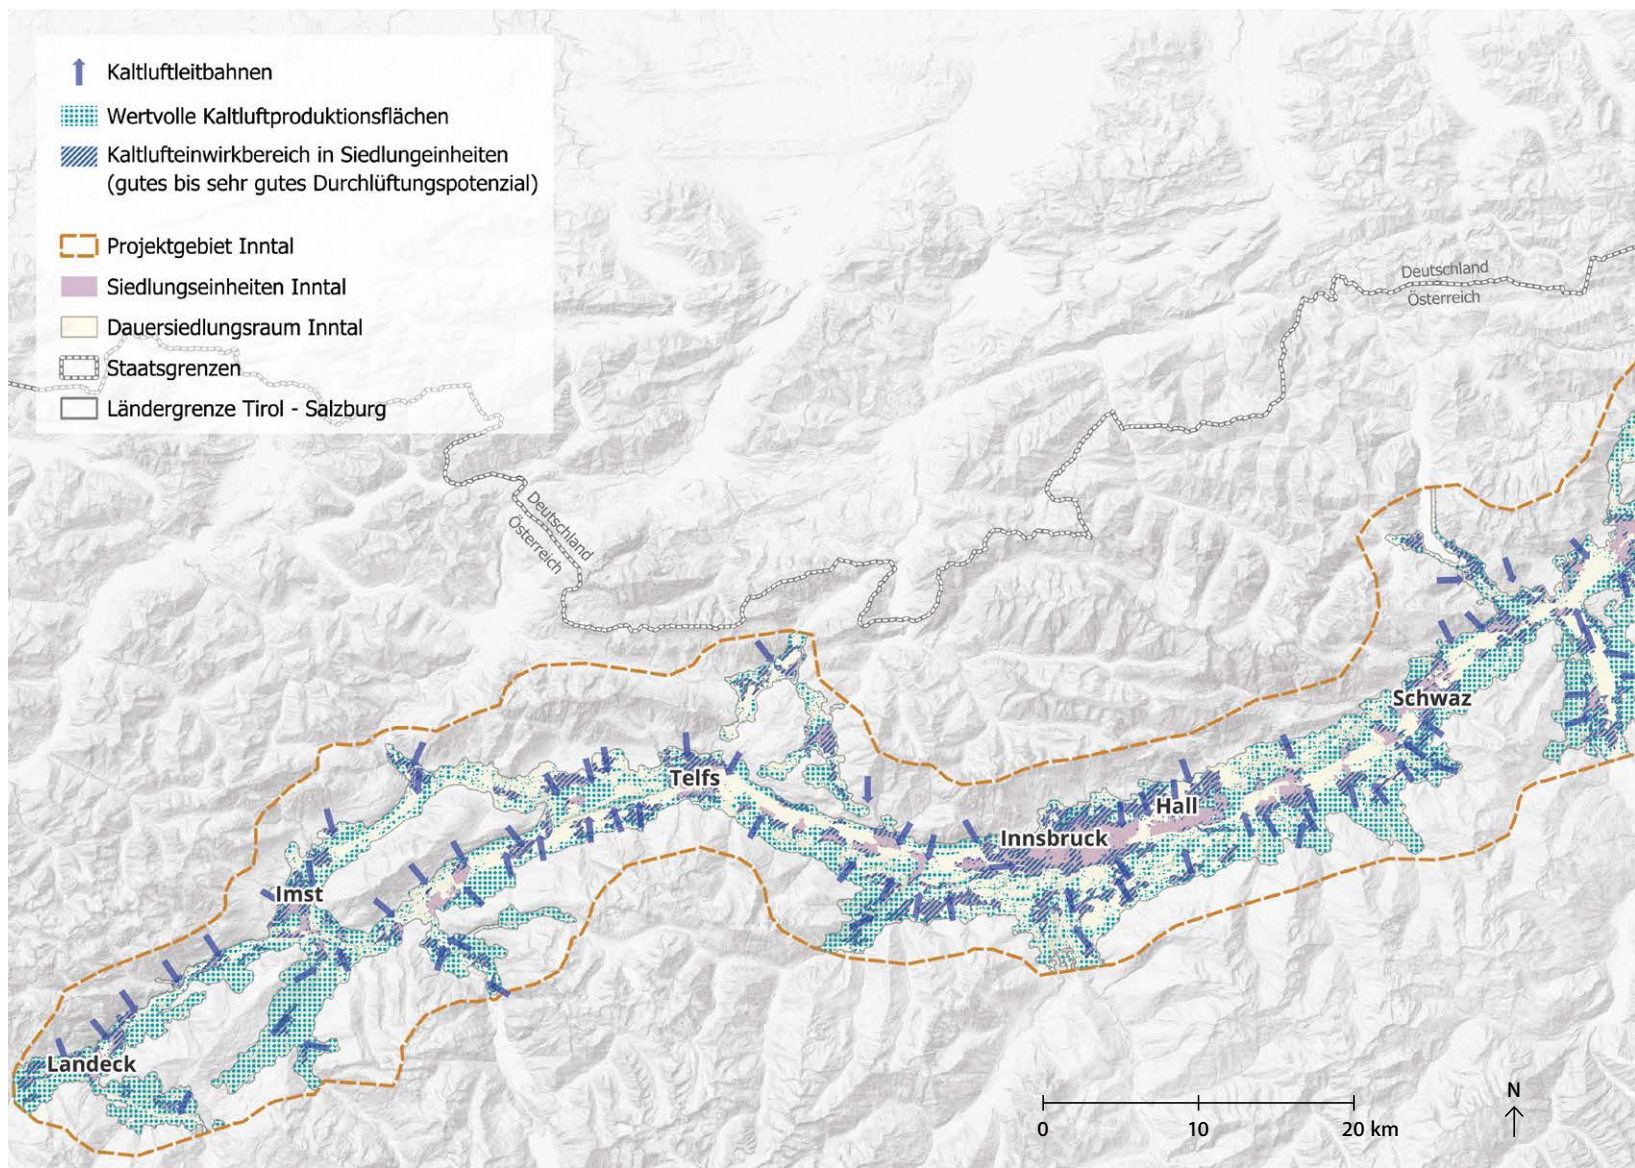 Kaltluftleitbahnen
Wertvolle Kaltluftproduktionsflächen
Kaltlufteinwirkbereich in Siedlungeinheiten
(gutes bis sehr gutes Durchlüftungspotenzial)
Projektgebiet Inntal
Siedlungseinheiten Inntal
Dauersiedlungsraum Inntal
Staatsgrenzen
Ländergrenze Tirol - Salzburg
Deutschland
Österreich
Deutschland
Österreich
Schwaz
Telfs
Hall
Innsbruck
Imst
Landeck
N
0 10 20 km